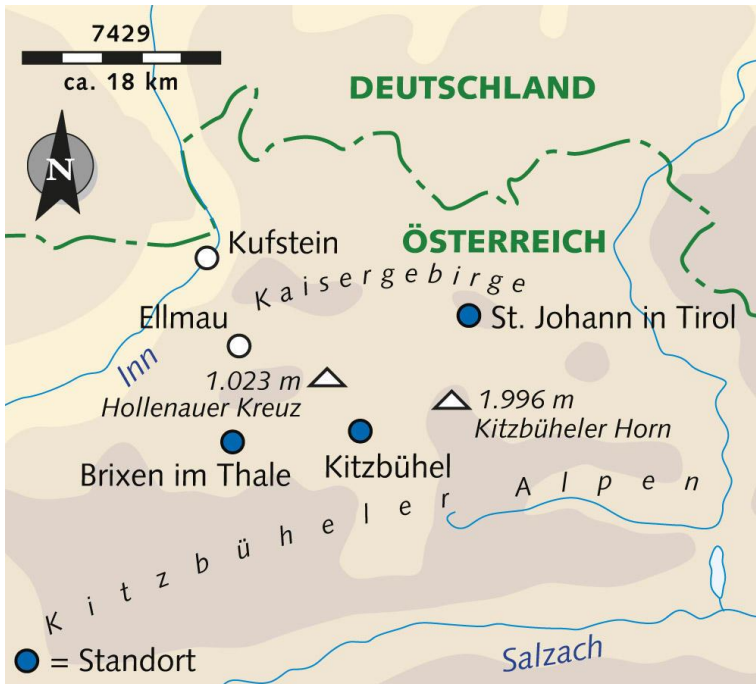 7429
ca. 18 km
DEUTSCHLAND
N
Kufstein
ÖSTERREICH
Kaisergebirge
Ellmau
St. Johann in Tirol
Inn
1.023 m
Hollenauer Kreuz
1.996 m
Kitzbüheler Horn
Brixen im Thale
Kitzbühel
Kitzbüheler Alpen
Salzach
= Standort